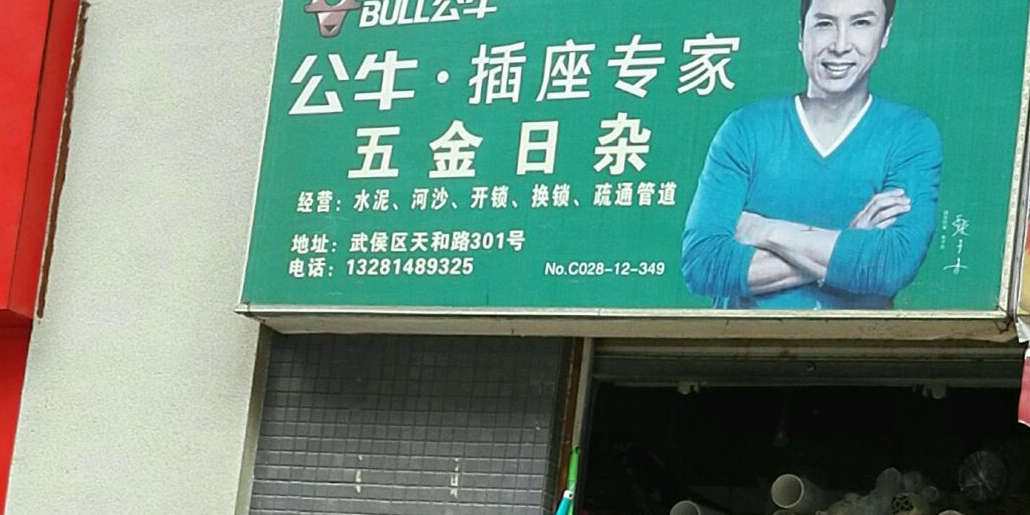 BULL公牛
公牛·插座专家
五金日杂
经营：水泥、河沙、开锁、换锁、疏通管道
地址：武侯区天和路301号
电话：13281489325
No.C028-12-349